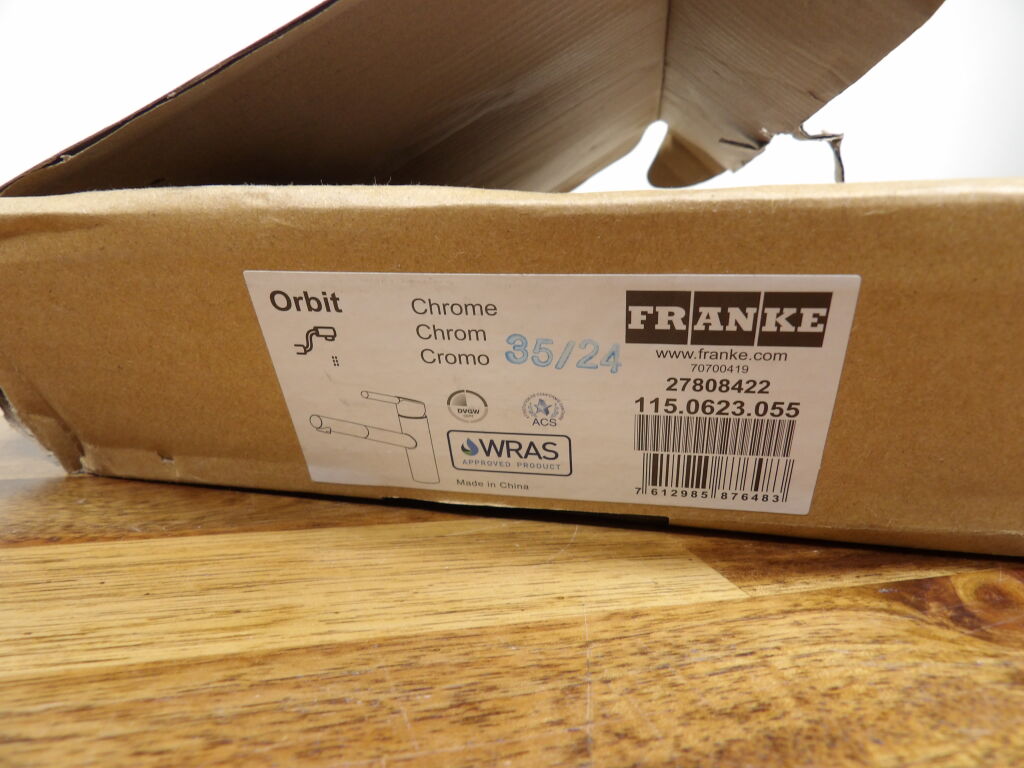 Orbit
Chrome
Chrom
Cromo
35/24
FRANKE
www.franke.com
70700419
27808422
115.0623.055
DVGW
ACS
WRAS
APPROVED PRODUCT
Made in China
7 612985 876483